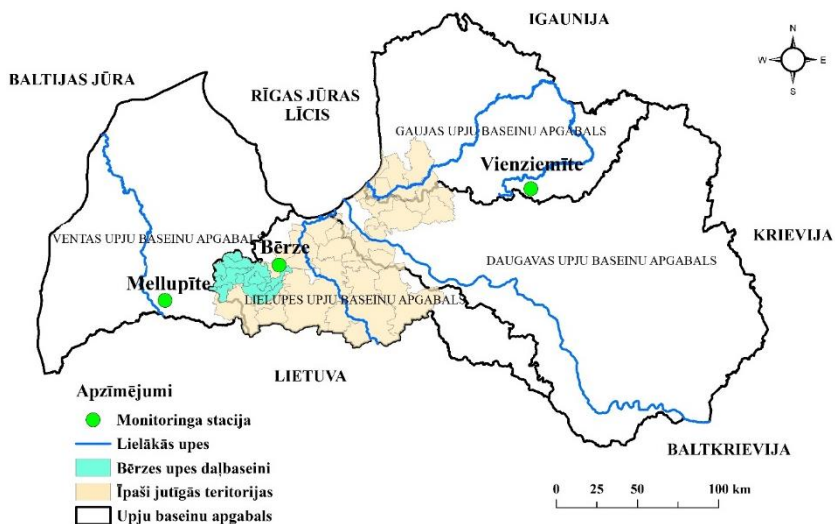 IGAUNIJA
N
W E
S
BALTIJAS JŪRA
RĪGAS JŪRAS
LĪCIS
GAUJAS UPJU BASEINU APGABALS
Vienziemīte
KRIEVIJA
VENTAS UPJU BASEINU APGABALS
Bērze
DAUGAVAS UPJU BASEINU APGABALS
Mellupīte
LIELUPES UPJU BASEINU APGABALS
LIETUVA
Apzīmējumi
Monitoringa stacija
Lielākās upes
Bērzes upes daļbaseini
Īpaši jutīgās teritorijas
Upju baseinu apgabals
BALTKRIEVIJA
0 25 50 100 km